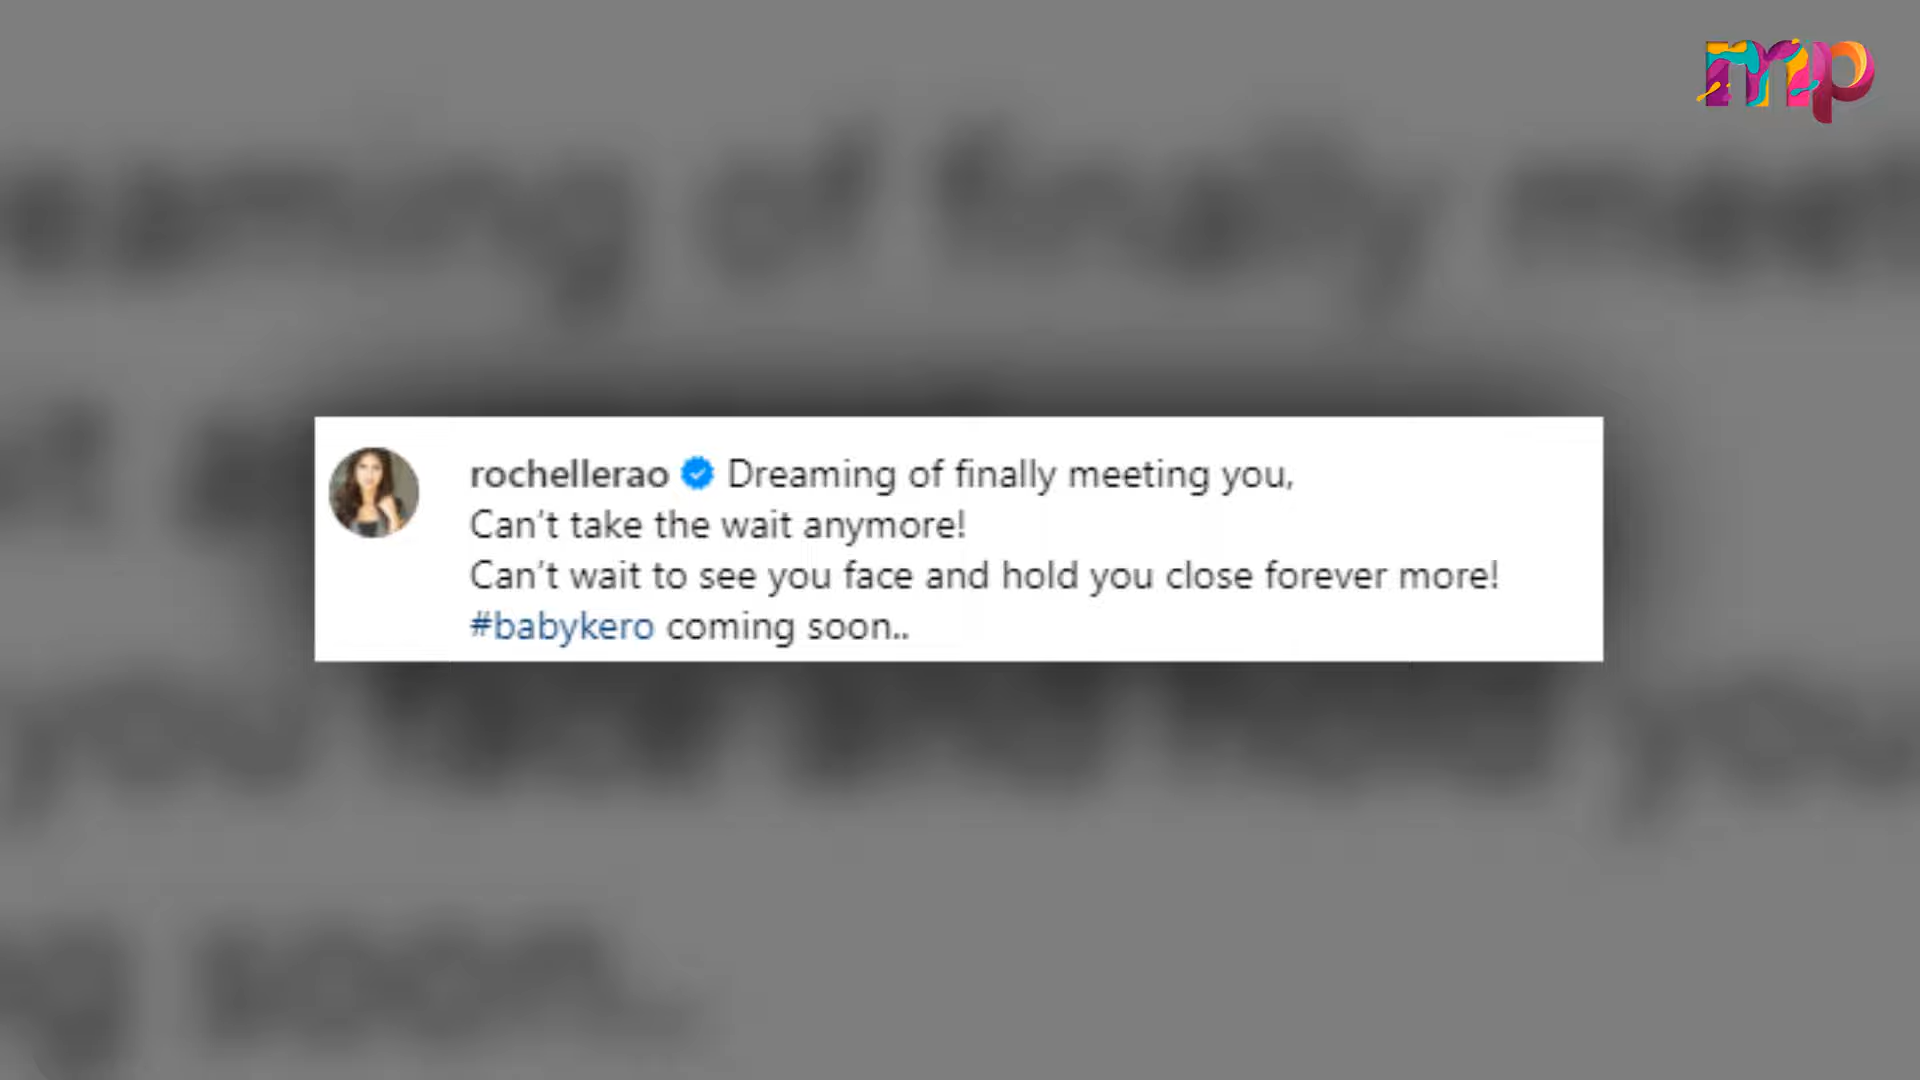 mp
rochellerao Dreaming of finally meeting you,
Can't take the wait anymore!
Can't wait to see you face and hold you close forever more!
#babykero coming soon..